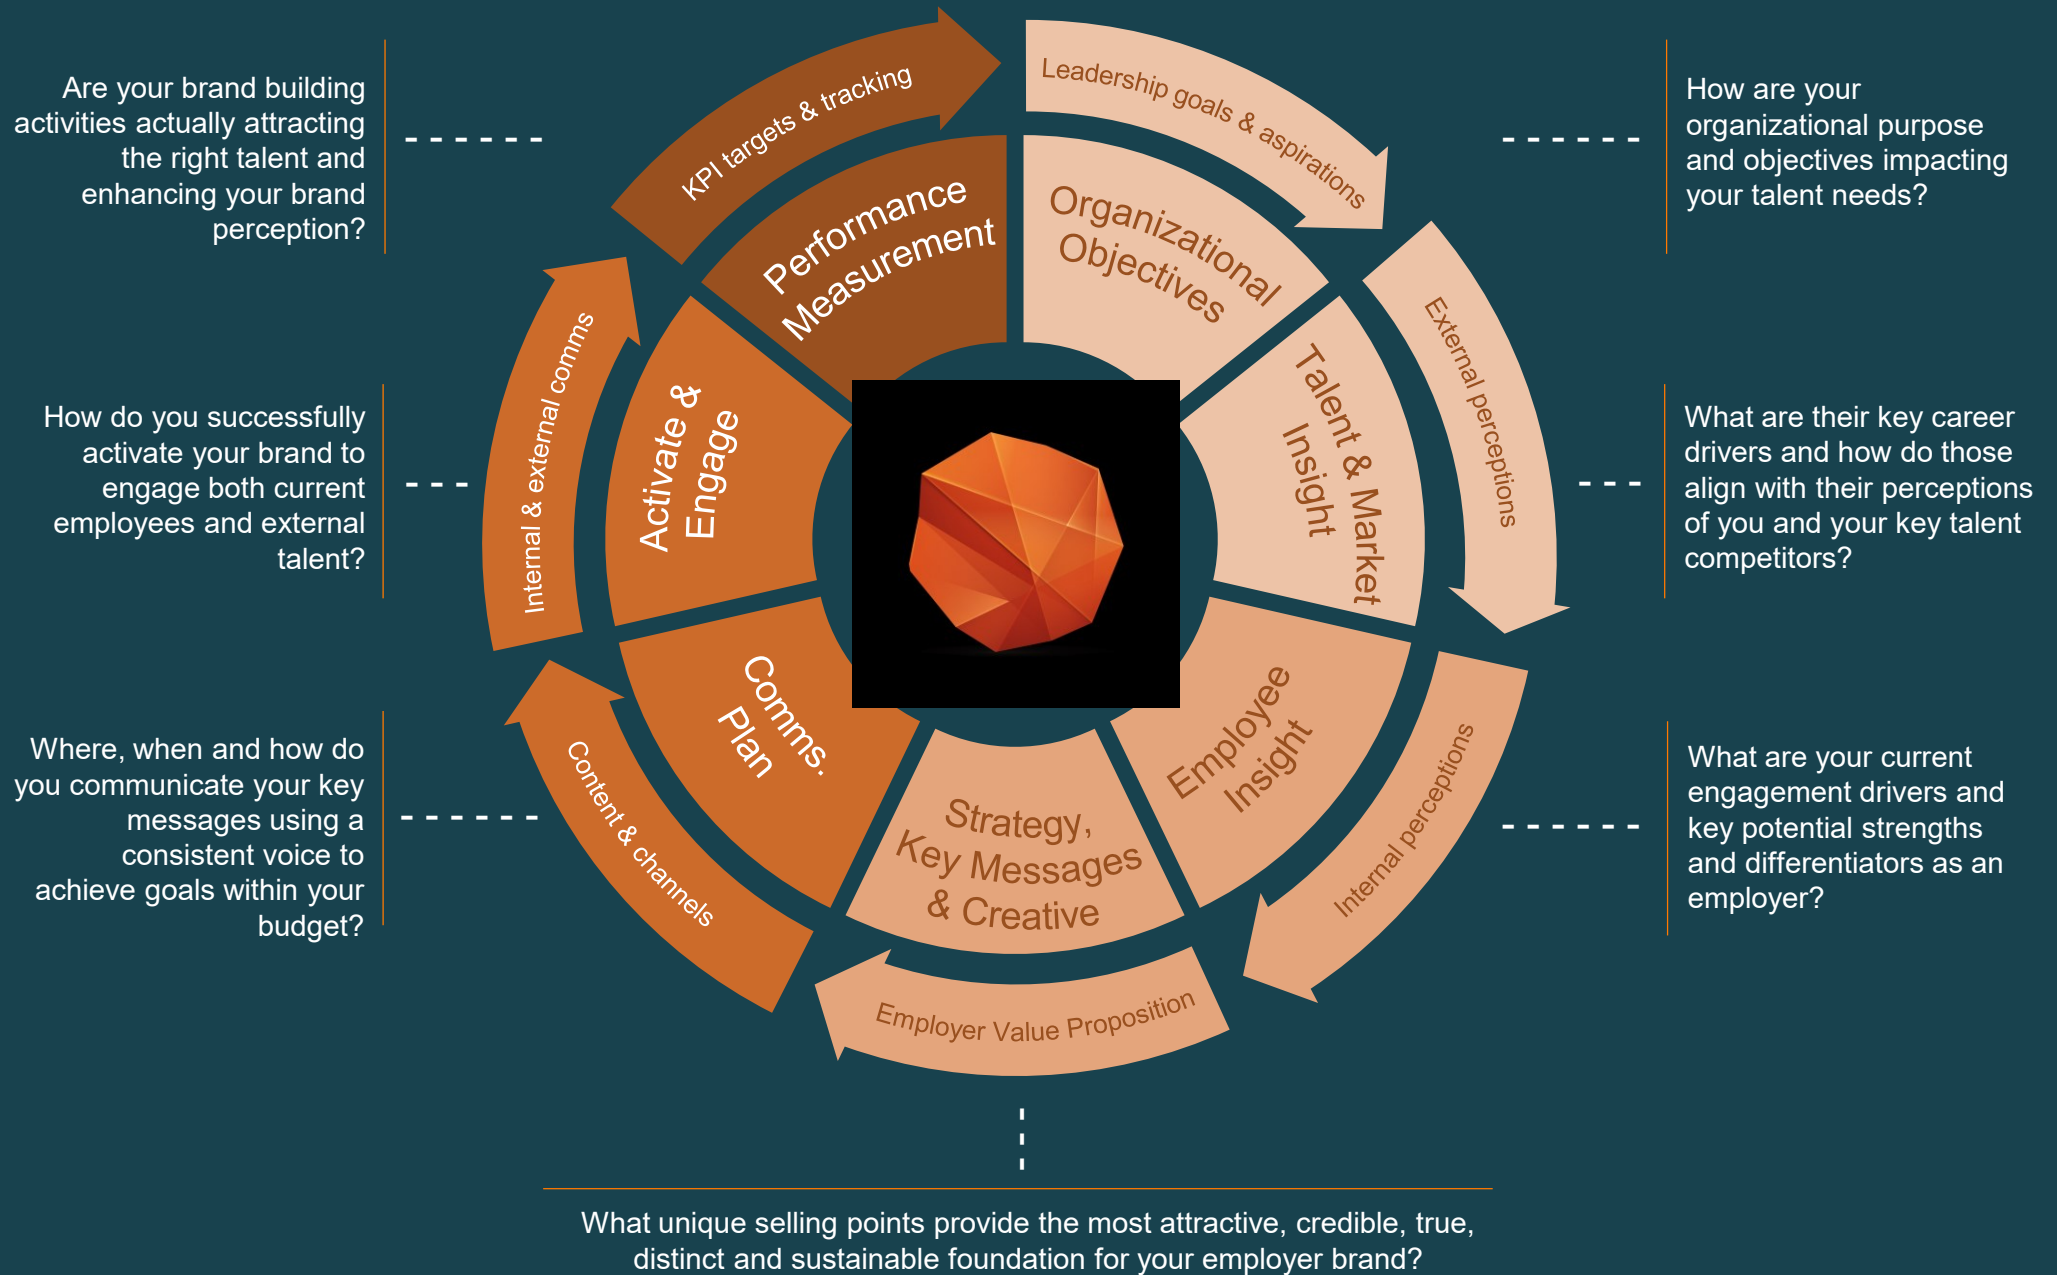 Are your brand building
activities actually attracting
the right talent and
enhancing your brand
perception?
How do you successfully
activate your brand to
engage both current
employees and external
talent?
Where, when and how do
you communicate your key
messages using a
consistent voice to
achieve goals within your
budget?
KPI targets & tracking
Leadership goals & aspirations
External perceptions
Internal perceptions
Employer Value Proposition
Content & channels
Internal & external comms
Performance
Measurement
Organizational
Objectives
Talent & Market
Insight
Employee
Insight
Strategy,
Key Messages
& Creative
Comms.
Plan
Activate &
Engage
How are your
organizational purpose
and objectives impacting
your talent needs?
What are their key career
drivers and how do those
align with their perceptions
of you and your key talent
competitors?
What are your current
engagement drivers and
key potential strengths
and differentiators as an
employer?
What unique selling points provide the most attractive, credible, true,
distinct and sustainable foundation for your employer brand?